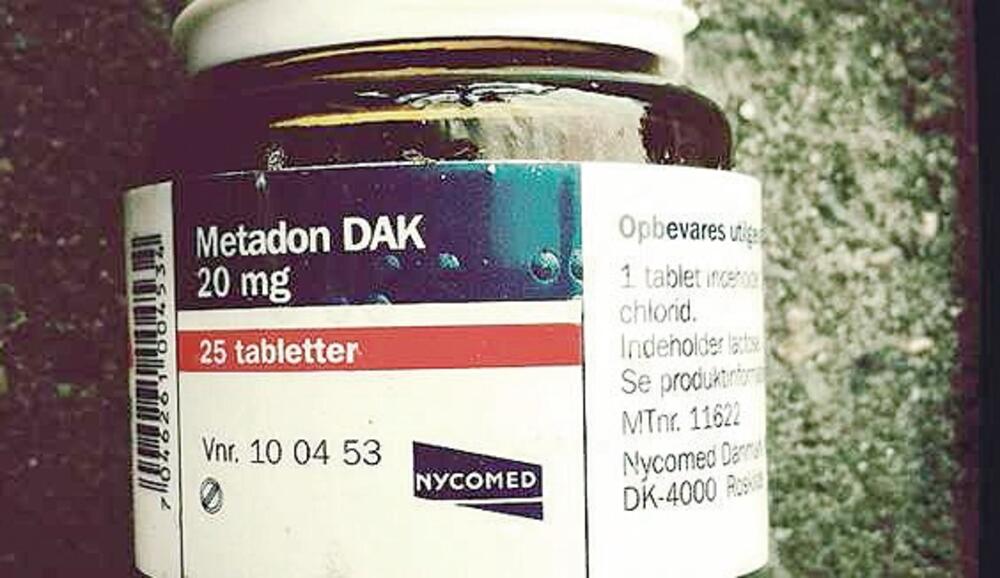 Metadon DAK
20 mg
25 tabletter
Vnr. 10 04 53
NYCOMED
Opbevares
1 tablet
chlorid.
Indeholder
Se
MTnr. 11622
Nycomed
DK-4000